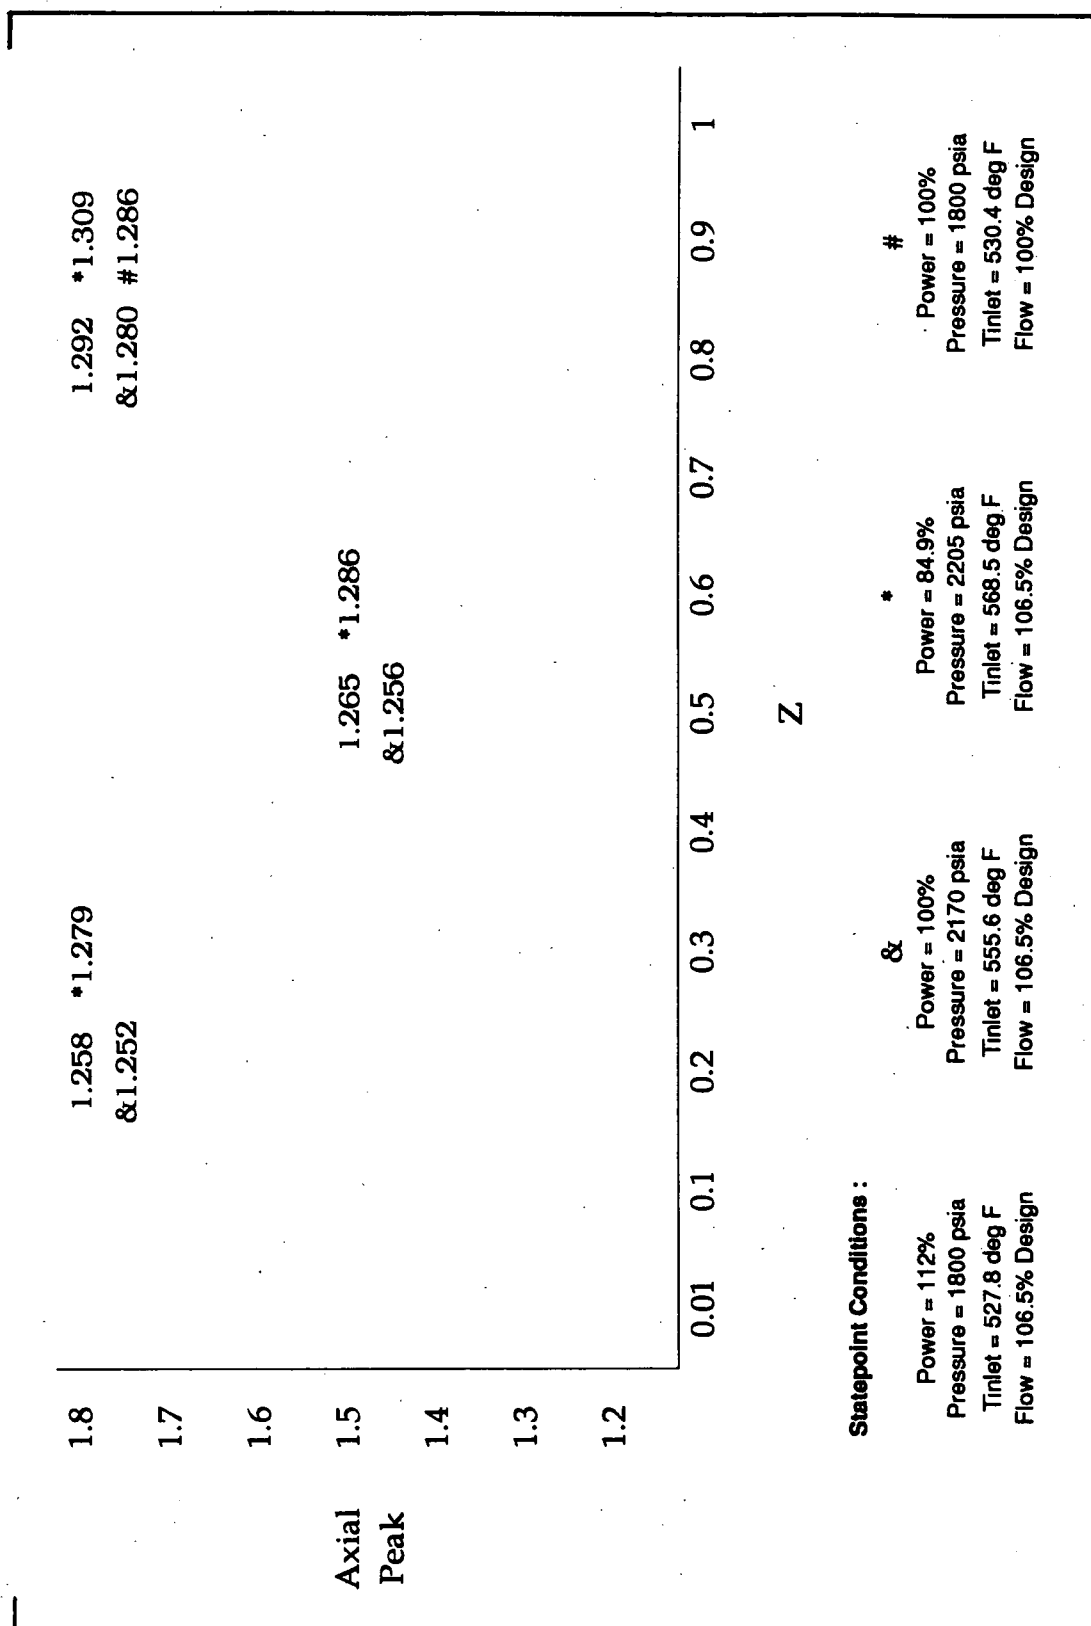 1.8 1.258 *1.279 1.292 *1.309
&1.252 &1.280 #1.286
1.7
1.6
Axial 1.5 1.265 *1.286
Peak &1.256
1.4
1.3
1.2
0.01 0.1 0.2 0.3 0.4 0.5 0.6 0.7 0.8 0.9 1
Z
Statepoint Conditions :
& * #
Power = 112% Power = 100% Power = 84.9% Power = 100%
Pressure = 1800 psia Pressure = 2170 psia Pressure = 2205 psia Pressure = 1800 psia
Tinlet = 527.8 deg F Tinlet = 555.6 deg F Tinlet = 568.5 deg F Tinlet = 530.4 deg F
Flow = 106.5% Design Flow = 106.5% Design Flow = 106.5% Design Flow = 100% Design